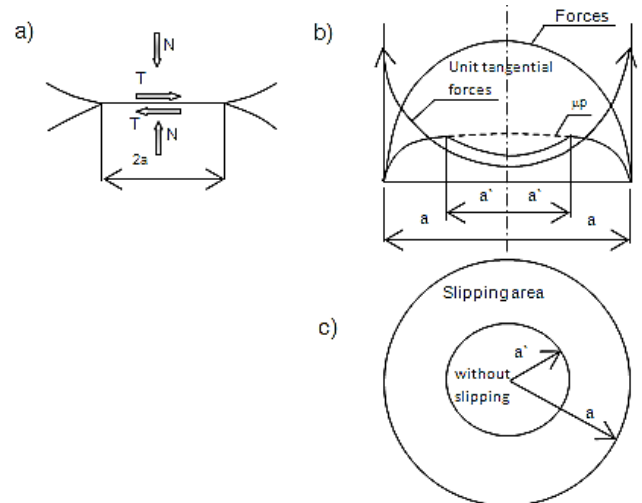 a)
N
T
T
N
2a
b)
Forces
Unit tangential
forces
μp
a` a`
a a
c)
Slipping area
a`
without
slipping
a